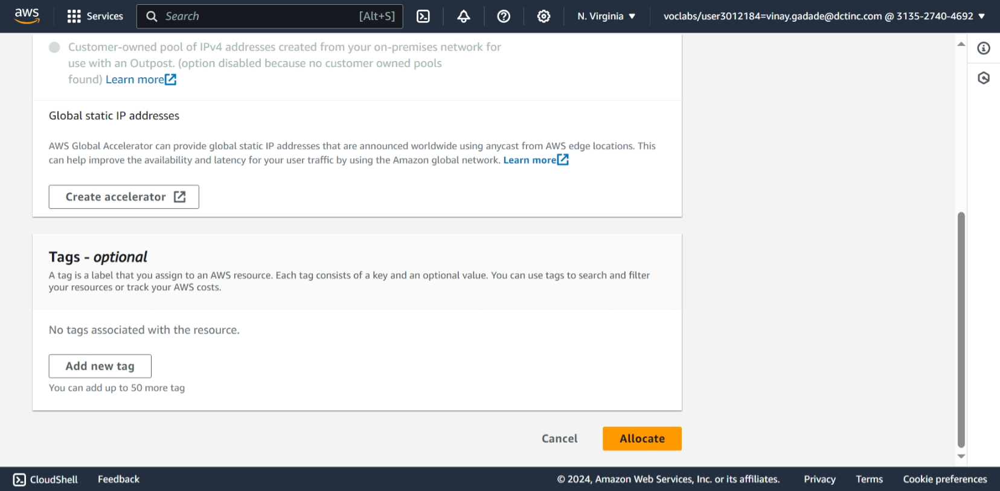 aws
Services
Search
[Alt+S]
N. Virginia
voclabs/user3012184=vinay.gadade@dctinc.com @ 3135-2740-4692
Customer-owned pool of IPv4 addresses created from your on-premises network for
use with an Outpost. (option disabled because no customer owned pools
found) Learn more
Global static IP addresses
AWS Global Accelerator can provide global static IP addresses that are announced worldwide using anycast from AWS edge locations. This
can help improve the availability and latency for your user traffic by using the Amazon global network. Learn more
Create accelerator
Tags - optional
A tag is a label that you assign to an AWS resource. Each tag consists of a key and an optional value. You can use tags to search and filter
your resources or track your AWS costs.
No tags associated with the resource.
Add new tag
You can add up to 50 more tag
Cancel
Allocate
CloudShell
Feedback
© 2024, Amazon Web Services, Inc. or its affiliates.
Privacy
Terms
Cookie preferences